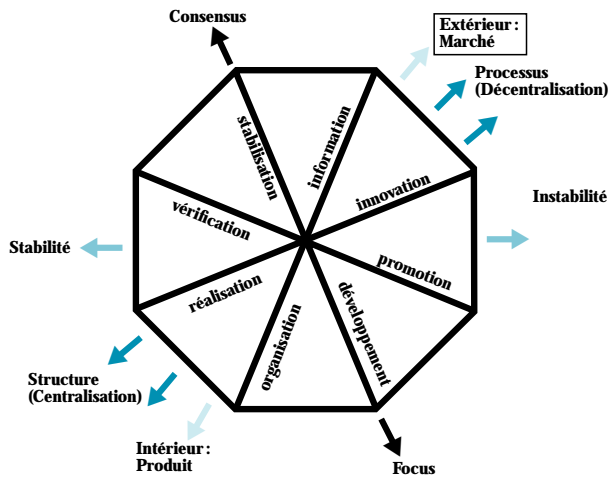 Consensus
Extérieur :
Marché
Processus
(Décentralisation)
stabilisation
information
innovation
Instabilité
vérification
Stabilité
promotion
réalisation
organisation
développement
Structure
(Centralisation)
Intérieur :
Produit
Focus